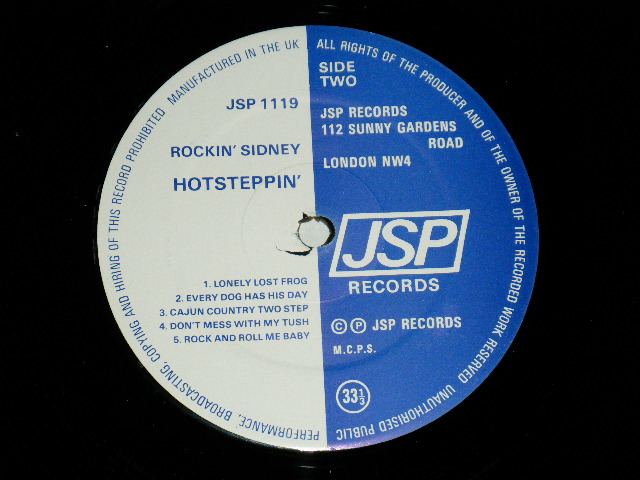 ALL RIGHTS OF THE PRODUCER AND OF THE OWNER OF THE RECORDED WORK RESERVED UNAUTHORISED PUBLIC PERFORMANCE, BROADCASTING, COPYING AND HIRING OF THIS RECORD PROHIBITED MANUFACTURED IN THE UK
JSP 1119
ROCKIN' SIDNEY
HOTSTEPPIN'
1. LONELY LOST FROG
2. EVERY DOG HAS HIS DAY
3. CAJUN COUNTRY TWO STEP
4. DON'T MESS WITH MY TUSH
5. ROCK AND ROLL ME BABY
SIDE
TWO
JSP RECORDS
112 SUNNY GARDENS
ROAD
LONDON NW4
JSP
RECORDS
© ℗ JSP RECORDS
M.C.P.S.
33 1/3